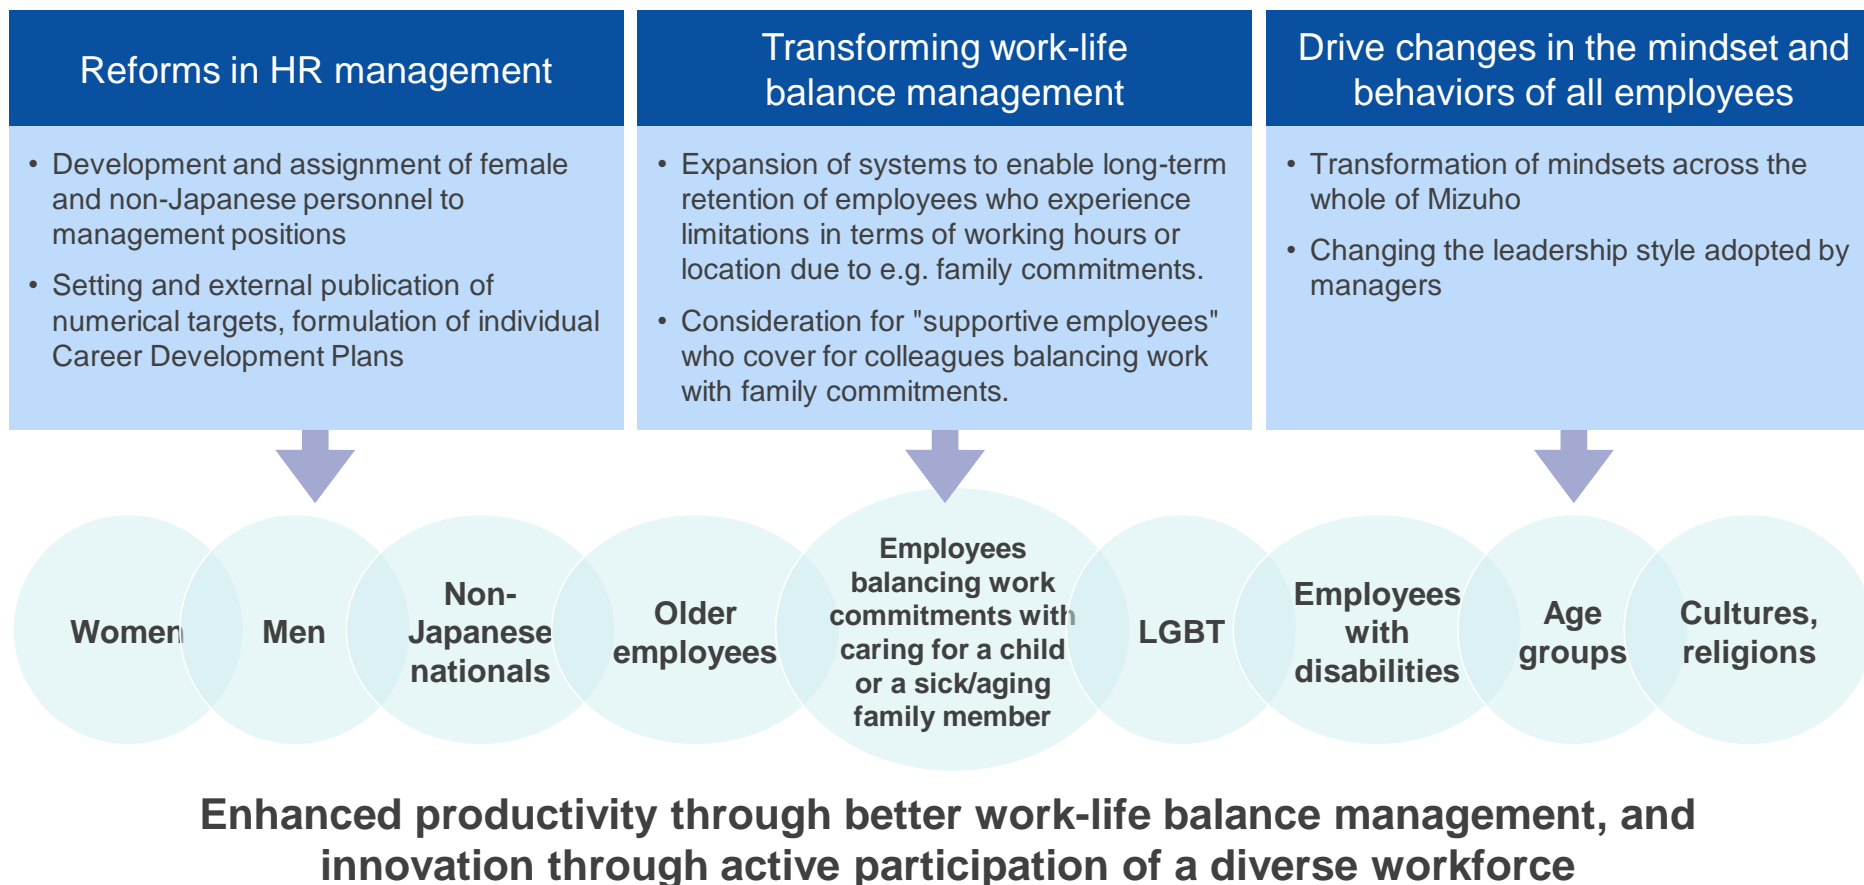 Reforms in HR management
• Development and assignment of female
and non-Japanese personnel to
management positions
• Setting and external publication of
numerical targets, formulation of individual
Career Development Plans
Transforming work-life
balance management
• Expansion of systems to enable long-term
retention of employees who experience
limitations in terms of working hours or
location due to e.g. family commitments.
• Consideration for "supportive employees"
who cover for colleagues balancing work
with family commitments.
Drive changes in the mindset and
behaviors of all employees
• Transformation of mindsets across the
whole of Mizuho
• Changing the leadership style adopted by
managers
Women
Men
Non-
Japanese
nationals
Older
employees
Employees
balancing work
commitments with
caring for a child
or a sick/aging
family member
LGBT
Employees
with
disabilities
Age
groups
Cultures,
religions
Enhanced productivity through better work-life balance management, and
innovation through active participation of a diverse workforce